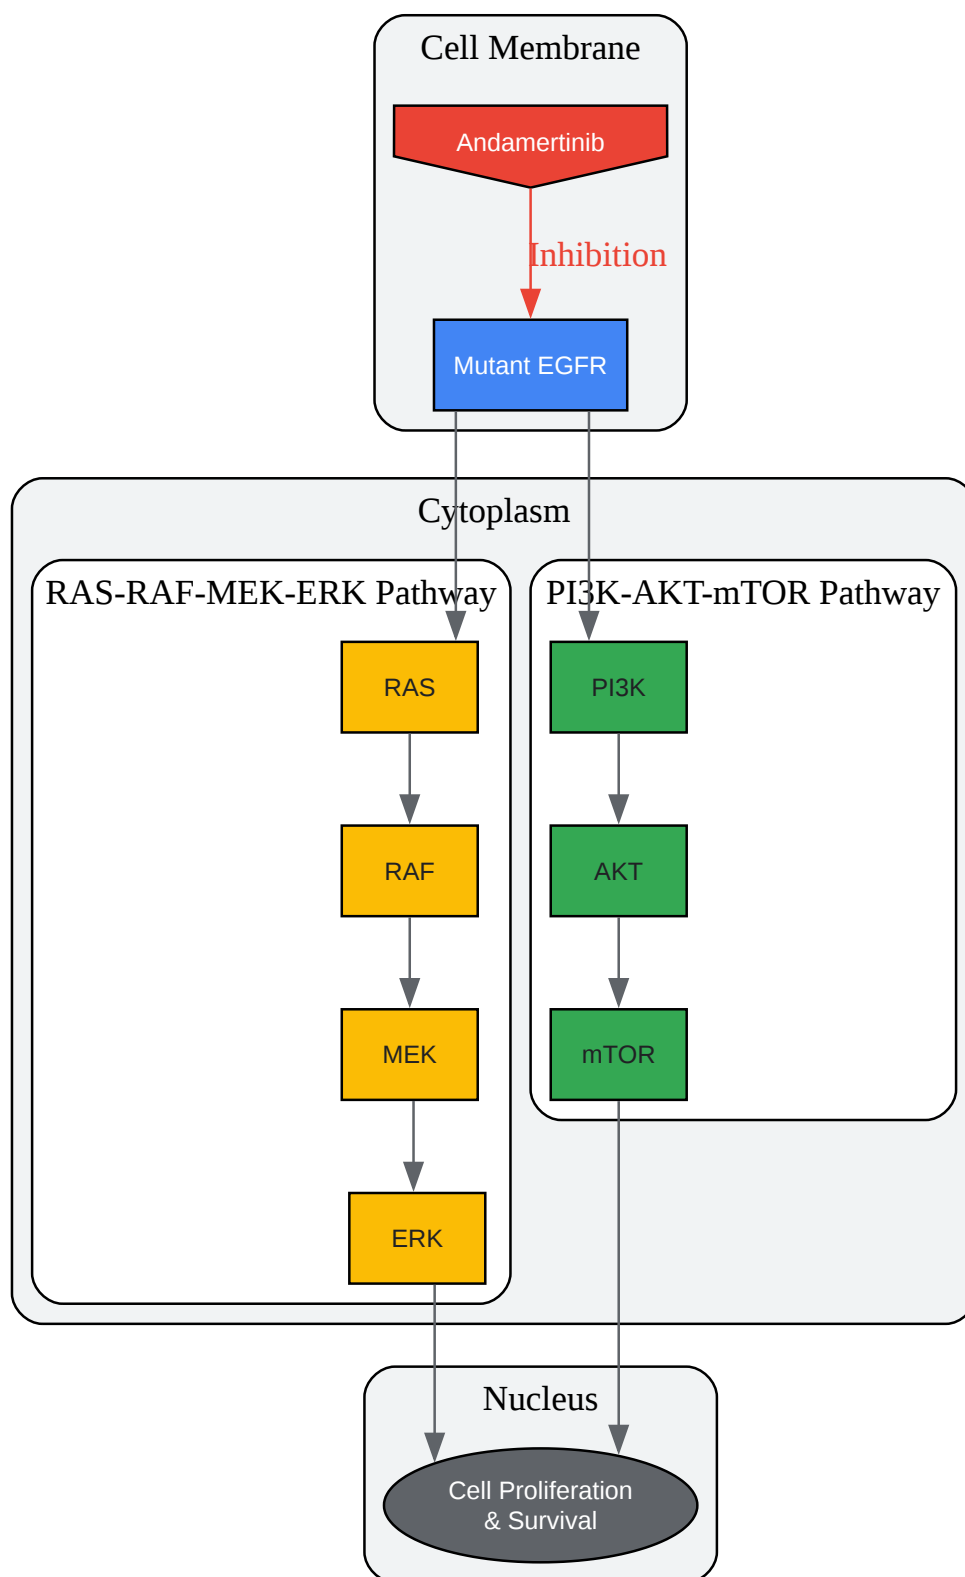 Cell Membrane
Andamertinib
Inhibition
Mutant EGFR
Cytoplasm
RAS-RAF-MEK-ERK Pathway
PI3K-AKT-mTOR Pathway
RAS
PI3K
RAF
AKT
MEK
mTOR
ERK
Nucleus
Cell Proliferation
& Survival